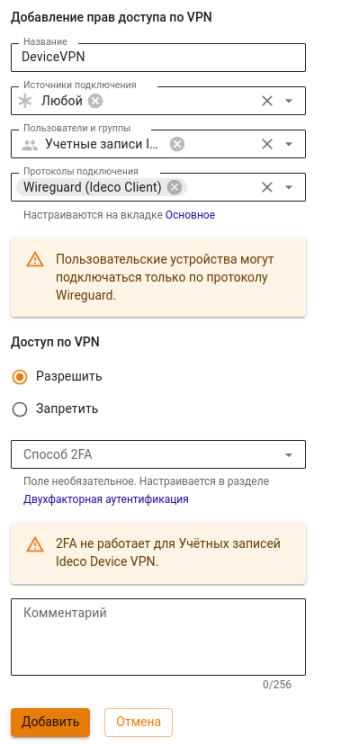 Добавление прав доступа по VPN
Название
DeviceVPN
Источники подключения
Любой
Пользователи и группы
Учетные записи I...
Протоколы подключения
Wireguard (Ideco Client)
Настраиваются на вкладке Основное
Пользовательские устройства могут
подключаться только по протоколу
Wireguard.
Доступ по VPN
Разрешить
Запретить
Способ 2FA
Поле необязательное. Настраивается в разделе
Двухфакторная аутентификация
2FA не работает для Учётных записей
Ideco Device VPN.
Комментарий
0/256
Добавить
Отмена